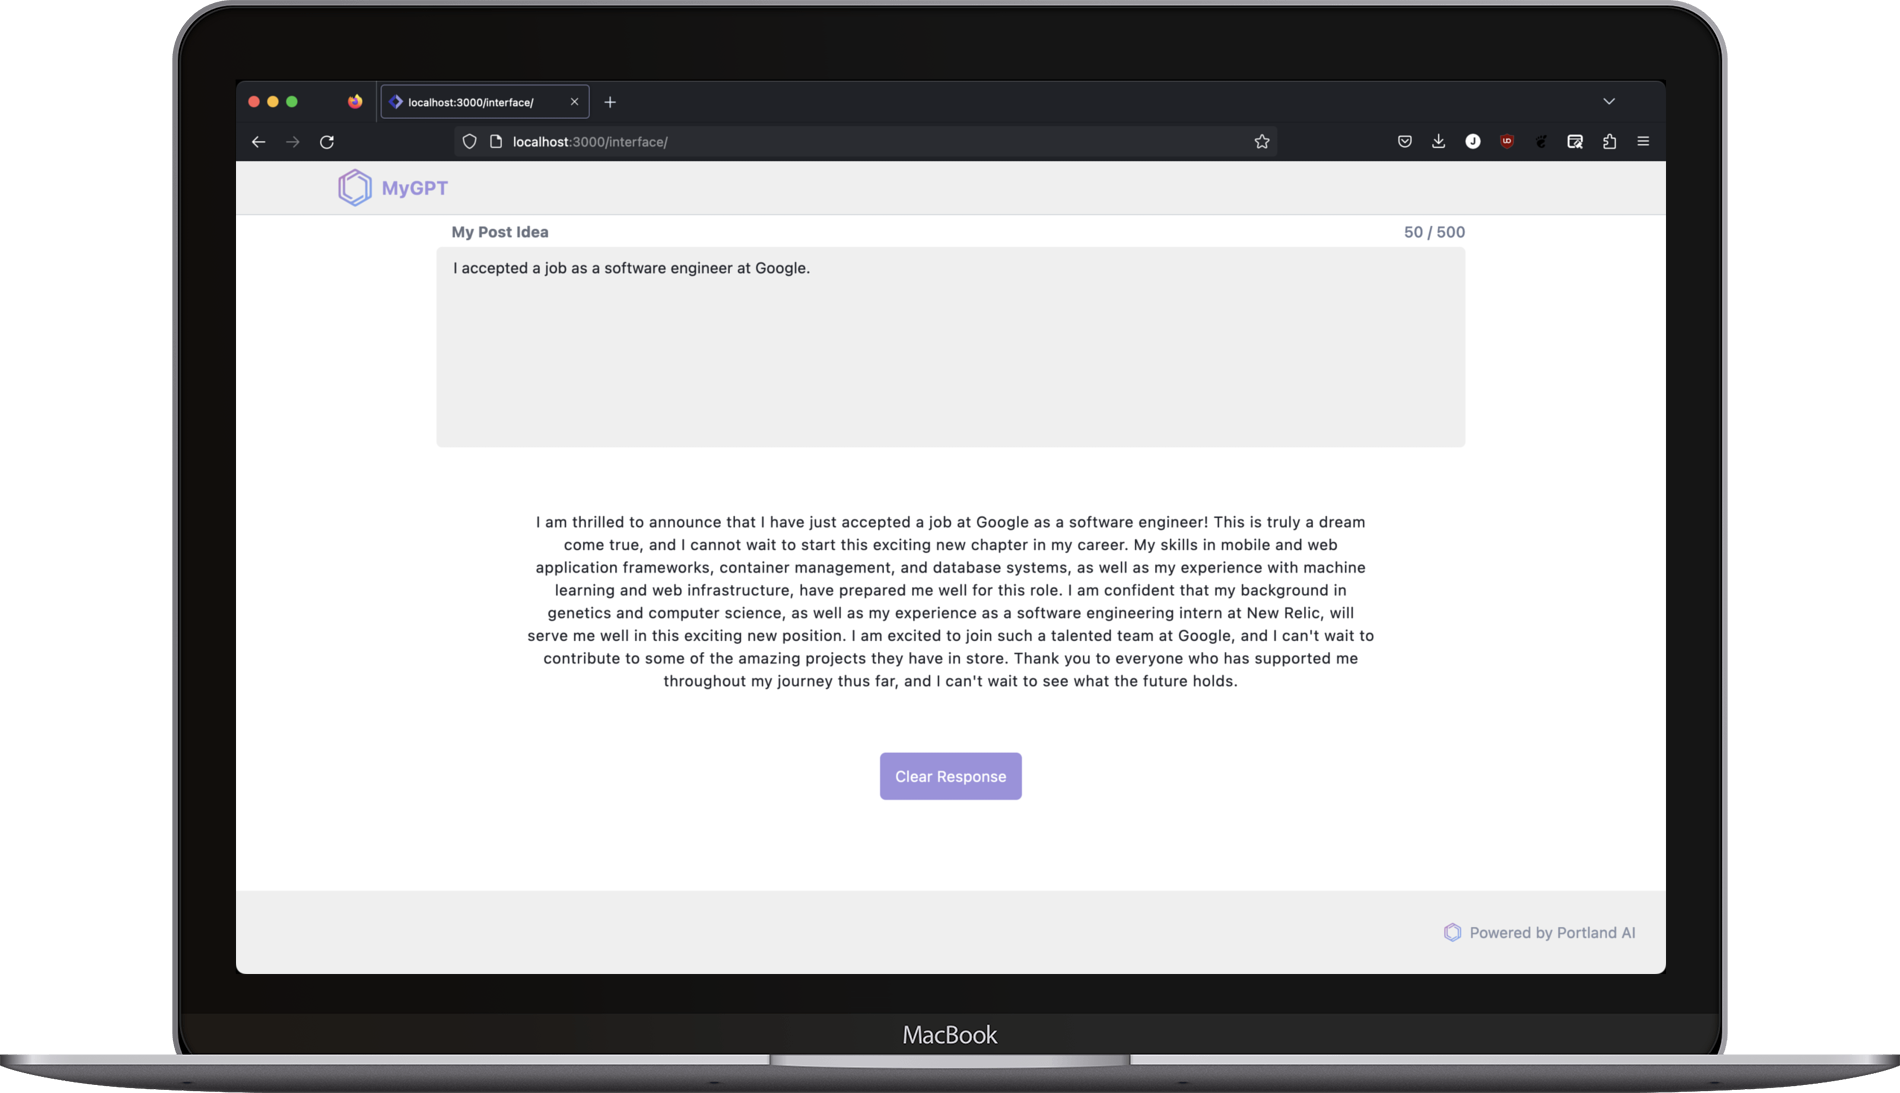 localhost:3000/interface/
localhost:3000/interface/
J
UD
MyGPT
My Post Idea
50 / 500
I accepted a job as a software engineer at Google.
I am thrilled to announce that I have just accepted a job at Google as a software engineer! This is truly a dream
come true, and I cannot wait to start this exciting new chapter in my career. My skills in mobile and web
application frameworks, container management, and database systems, as well as my experience with machine
learning and web infrastructure, have prepared me well for this role. I am confident that my background in
genetics and computer science, as well as my experience as a software engineering intern at New Relic, will
serve me well in this exciting new position. I am excited to join such a talented team at Google, and I can't wait to
contribute to some of the amazing projects they have in store. Thank you to everyone who has supported me
throughout my journey thus far, and I can't wait to see what the future holds.
Clear Response
Powered by Portland AI
MacBook